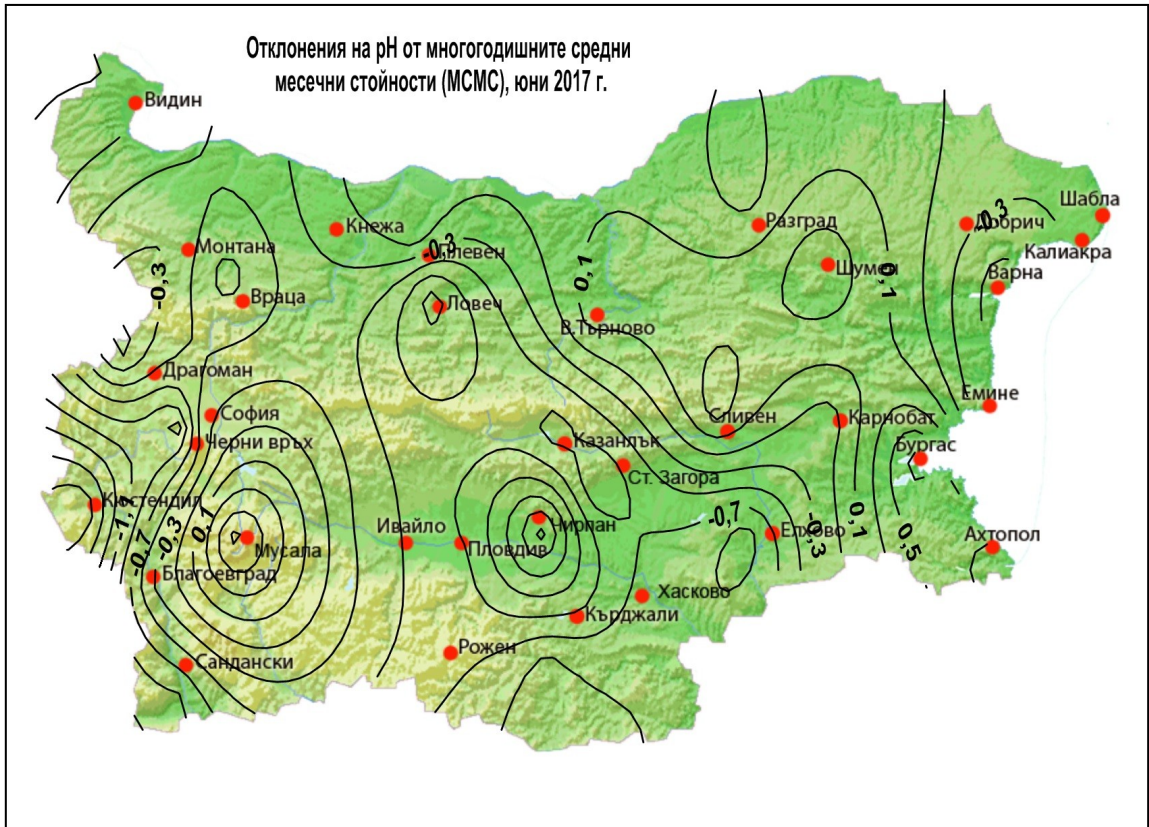 Отклонения на pH от многогодишните средни
месечни стойности (МСМС), юни 2017 г.
Видин
Шабла
Кнежа
Разград
Добрич
-0,3
Монтана
-0,3
Плевен
Калиакра
-0,3
0,1
Шумен
0,1
Варна
Враца
Ловеч
В.Търново
Драгоман
Емине
София
Сливен
Карнобат
Черни връх
Казанлък
Бургас
Ст. Загора
Кюстендил
-1,1
-0,7
-0,3
0,1
Мусала
Ивайло
Пловдив
Чирпан
-0,7
Елхово
-0,3
0,1
0,5
Ахтопол
Благоевград
Хасково
Кърджали
Рожен
Сандански